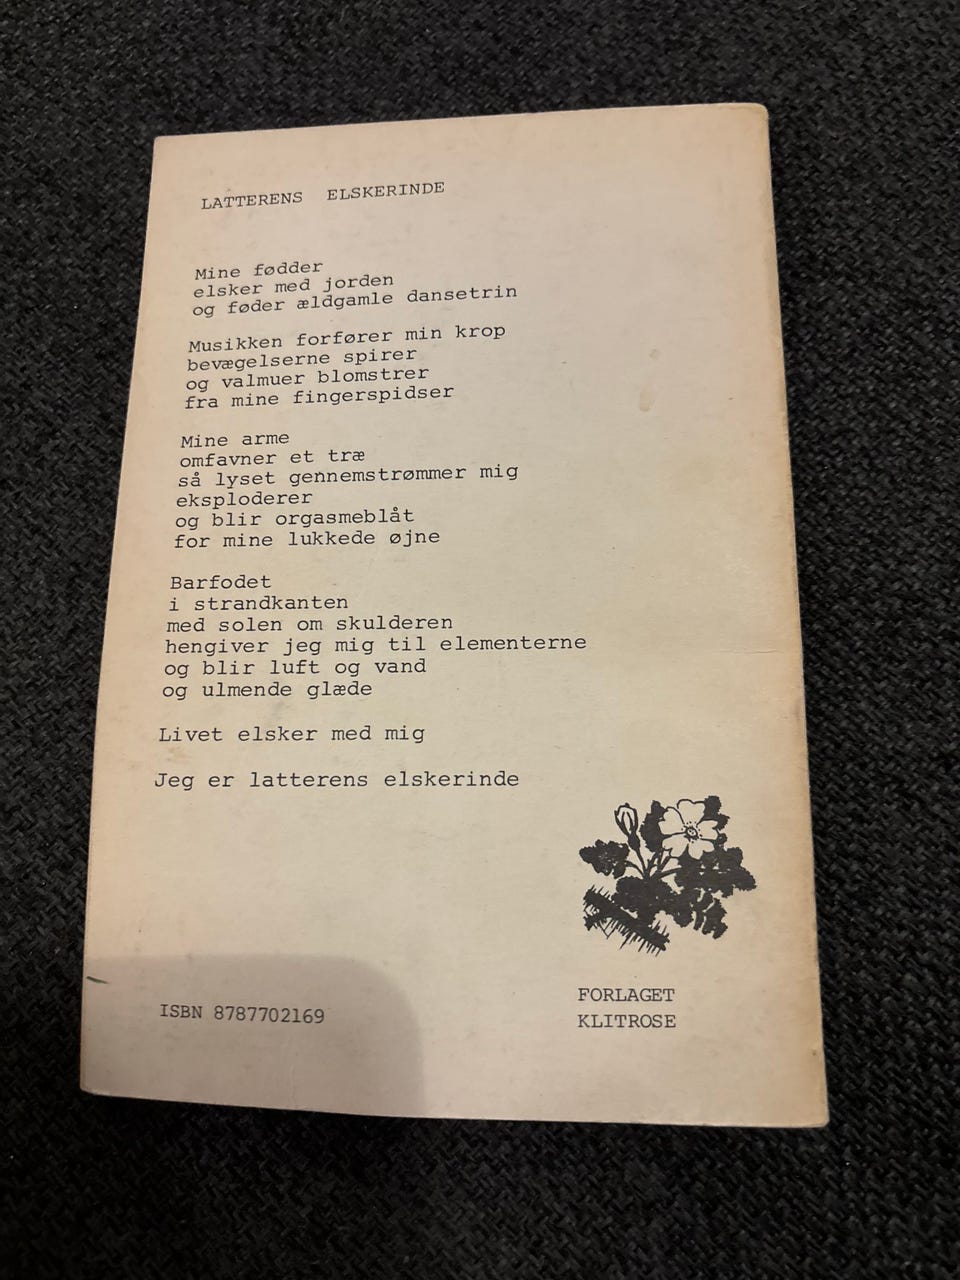 LATTERENS ELSKERINDE
Mine fødder
elsker med jorden
og føder ældgamle dansetrin
Musikken forfører min krop
bevægelserne spirer
og valmuer blomstrer
fra mine fingerspidser
Mine arme
omfavner et træ
så lyset gennemstrømmer mig
eksploderer
og blir orgasmeblåt
for mine lukkede øjne
Barfodet
i strandkanten
med solen om skulderen
hengiver jeg mig til elementerne
og blir luft og vand
og ulmende glæde
Livet elsker med mig
Jeg er latterens elskerinde
ISBN 8787702169
FORLAGET
KLITROSE